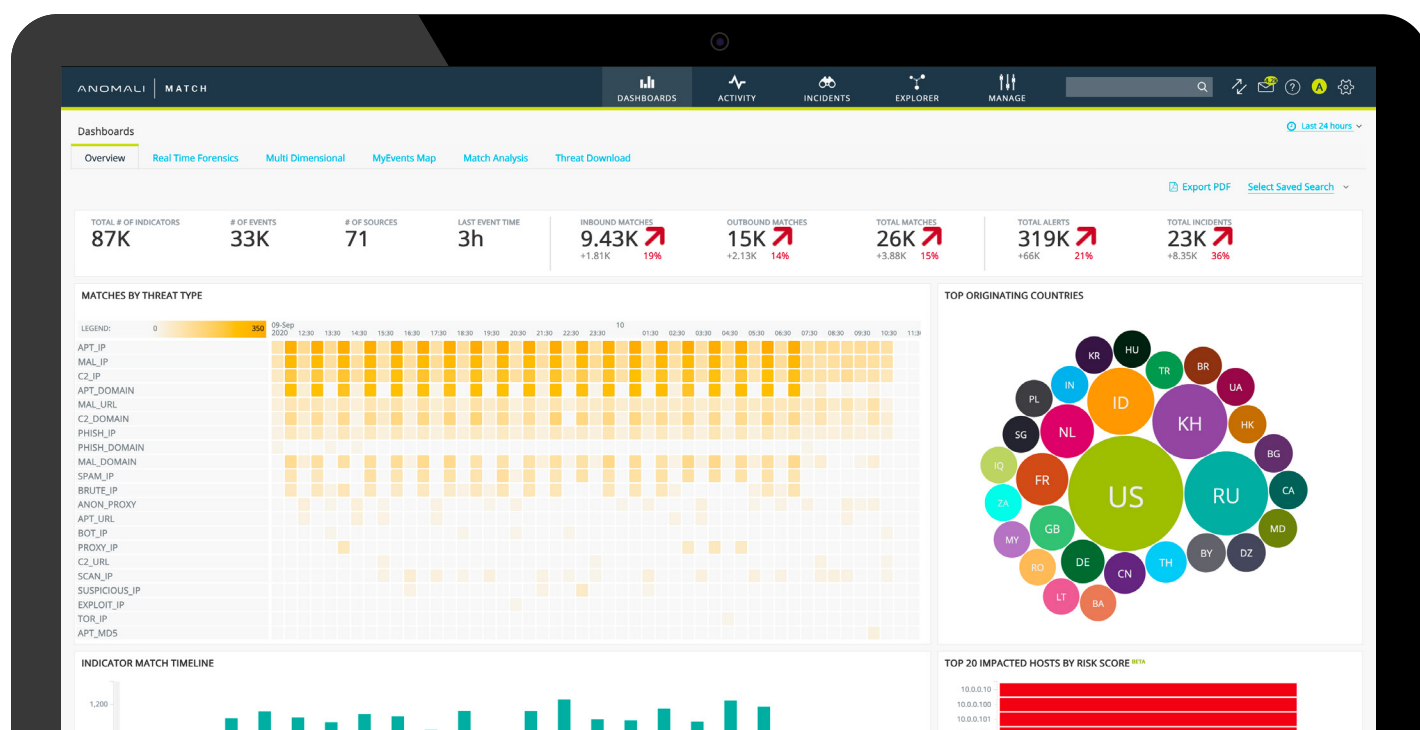 ANOMALI MATCH
DASHBOARDS ACTIVITY INCIDENTS EXPLORER MANAGE
A
Dashboards
Last 24 hours
Overview Real Time Forensics Multi Dimensional MyEvents Map Match Analysis Threat Download
Export PDF Select Saved Search
TOTAL # OF INDICATORS # OF EVENTS # OF SOURCES LAST EVENT TIME INBOUND MATCHES OUTBOUND MATCHES TOTAL MATCHES TOTAL ALERTS TOTAL INCIDENTS
87K 33K 71 3h 9.43K 15K 26K 319K 23K
+1.81K 19% +2.13K 14% +3.88K 15% +66K 21% +8.35K 36%
MATCHES BY THREAT TYPE
LEGEND: 0 350
09-Sep 10
2020 12:30 13:30 14:30 15:30 16:30 17:30 18:30 19:30 20:30 21:30 22:30 23:30 01:30 02:30 03:30 04:30 05:30 06:30 07:30 08:30 09:30 10:30
APT_IP
MAL_IP
C2_IP
APT_DOMAIN
MAL_URL
C2_DOMAIN
PHISH_IP
PHISH_DOMAIN
MAL_DOMAIN
SPAM_IP
BRUTE_IP
ANON_PROXY
APT_URL
BOT_IP
PROXY_IP
C2_URL
SCAN_IP
SUSPICIOUS_IP
EXPLOIT_IP
TOR_IP
APT_MD5
TOP ORIGINATING COUNTRIES
HU
KR
BR
TR
IN
UA
PL
ID
KH
HK
NL
SG
BG
IQ
FR
CA
US
RU
ZA
GB
MD
MY
BY
DZ
DE
TH
RO
CN
LT
BA
INDICATOR MATCH TIMELINE
1,200
TOP 20 IMPACTED HOSTS BY RISK SCORE BETA
10.0.0.10
10.0.0.100
10.0.0.101